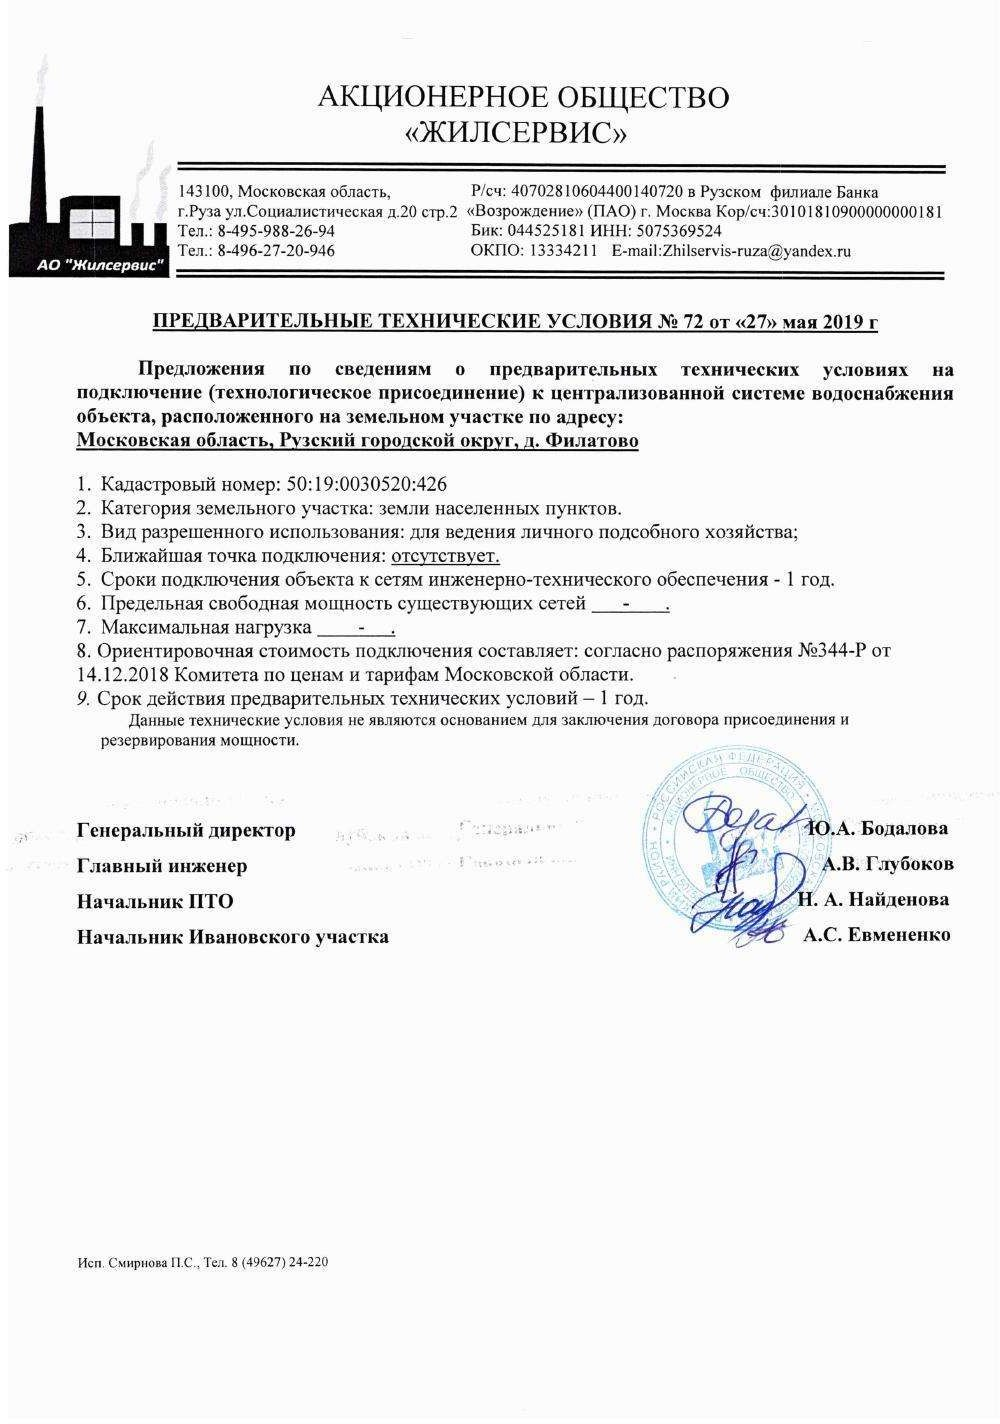 АКЦИОНЕРНОЕ ОБЩЕСТВО
«ЖИЛСЕРВИС»
АО "Жилсервис"
143100, Московская область,
г.Руза ул.Социалистическая д.20 стр.2
Тел.: 8-495-988-26-94
Тел.: 8-496-27-20-946
Р/сч: 40702810604400140720 в Рузском филиале Банка
«Возрождение» (ПАО) г. Москва Кор/сч:30101810900000000181
Бик: 044525181 ИНН: 5075369524
ОКПО: 13334211 E-mail:Zhilservis-ruza@yandex.ru
ПРЕДВАРИТЕЛЬНЫЕ ТЕХНИЧЕСКИЕ УСЛОВИЯ № 72 от «27» мая 2019 г
Предложения по сведениям о предварительных технических условиях на
подключение (технологическое присоединение) к централизованной системе водоснабжения
объекта, расположенного на земельном участке по адресу:
Московская область, Рузский городской округ, д. Филатово
1. Кадастровый номер: 50:19:0030520:426
2. Категория земельного участка: земли населенных пунктов.
3. Вид разрешенного использования: для ведения личного подсобного хозяйства;
4. Ближайшая точка подключения: отсутствует.
5. Сроки подключения объекта к сетям инженерно-технического обеспечения - 1 год.
6. Предельная свободная мощность существующих сетей ___-___.
7. Максимальная нагрузка ____-___.
8. Ориентировочная стоимость подключения составляет: согласно распоряжения №344-Р от
14.12.2018 Комитета по ценам и тарифам Московской области.
9. Срок действия предварительных технических условий – 1 год.
Данные технические условия не являются основанием для заключения договора присоединения и
резервирования мощности.
РОССИЙСКАЯ ФЕДЕРАЦИЯ
АКЦИОНЕРНОЕ ОБЩЕСТВО
Генеральный директор Ю.А. Бодалова
Главный инженер А.В. Глубоков
Начальник ПТО Н. А. Найденова
Начальник Ивановского участка А.С. Евмененко
Исп. Смирнова П.С., Тел. 8 (49627) 24-220